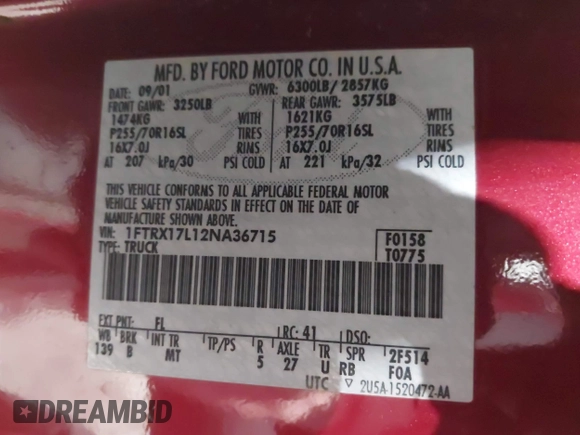 MFD. BY FORD MOTOR CO. IN U.S.A.
DATE: 09/01 GVWR: 6300LB/ 2857KG
FRONT GAWR: 3250LB REAR GAWR: 3575LB
1474KG WITH 1621KG WITH
P255/70R16SL TIRES P255/70R16SL TIRES
16X7.0J RIMS 16X7.0J RIMS
AT 207 kPa/30 PSI COLD AT 221 kPa/32 PSI COLD
THIS VEHICLE CONFORMS TO ALL APPLICABLE FEDERAL MOTOR
VEHICLE SAFETY STANDARDS IN EFFECT ON THE DATE OF
MANUFACTURE SHOWN ABOVE.
VIN: 1FTRX17L12NA36715 F0158
TYPE: TRUCK T0775
EXT PNT: FL RC: 41 DSO:
WB BRK INT TR TP/PS R AXLE TR SPR 2F514
139 B MT 5 27 U RB FOA
UTC ▽ 2U5A-1520472-AA
DREAMBID